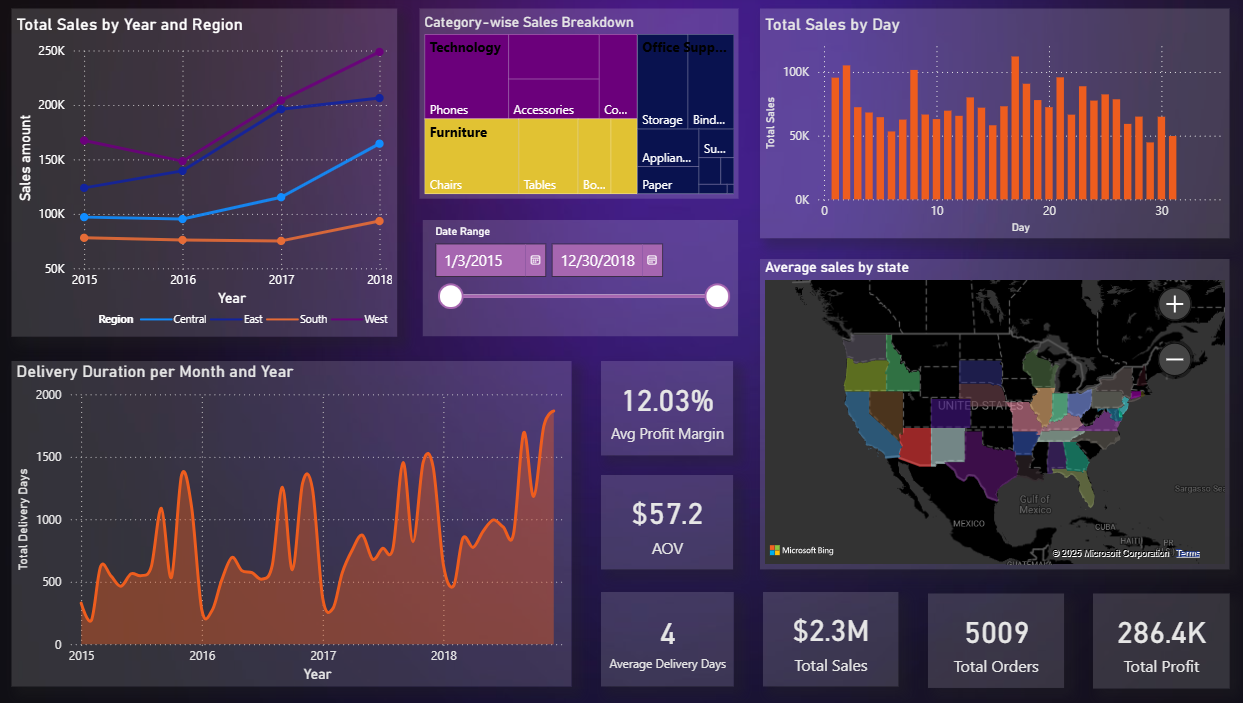 Total Sales by Year and Region
250K
200K
150K
100K
50K
Sales amount
2015 2016 2017 2018
Year
Region Central East South West
Category-wise Sales Breakdown
Technology
Phones
Accessories
Co...
Furniture
Chairs
Tables
Bo...
Office Supp...
Storage
Bind...
Applian...
Su...
Paper
Date Range
1/3/2015 12/30/2018
Total Sales by Day
Total Sales
100K
50K
0K
0 10 20 30
Day
Average sales by state
+
−
UNITED STATES
Gulf of
Mexico
MEXICO
CUBA
HAITI
PR
GUATEMALA
Sargasso Sea
Microsoft Bing
© 2025 Microsoft Corporation Terms
Delivery Duration per Month and Year
Total Delivery Days
2000
1500
1000
500
0
2015 2016 2017 2018
Year
12.03%
Avg Profit Margin
$57.2
AOV
4
Average Delivery Days
$2.3M
Total Sales
5009
Total Orders
286.4K
Total Profit